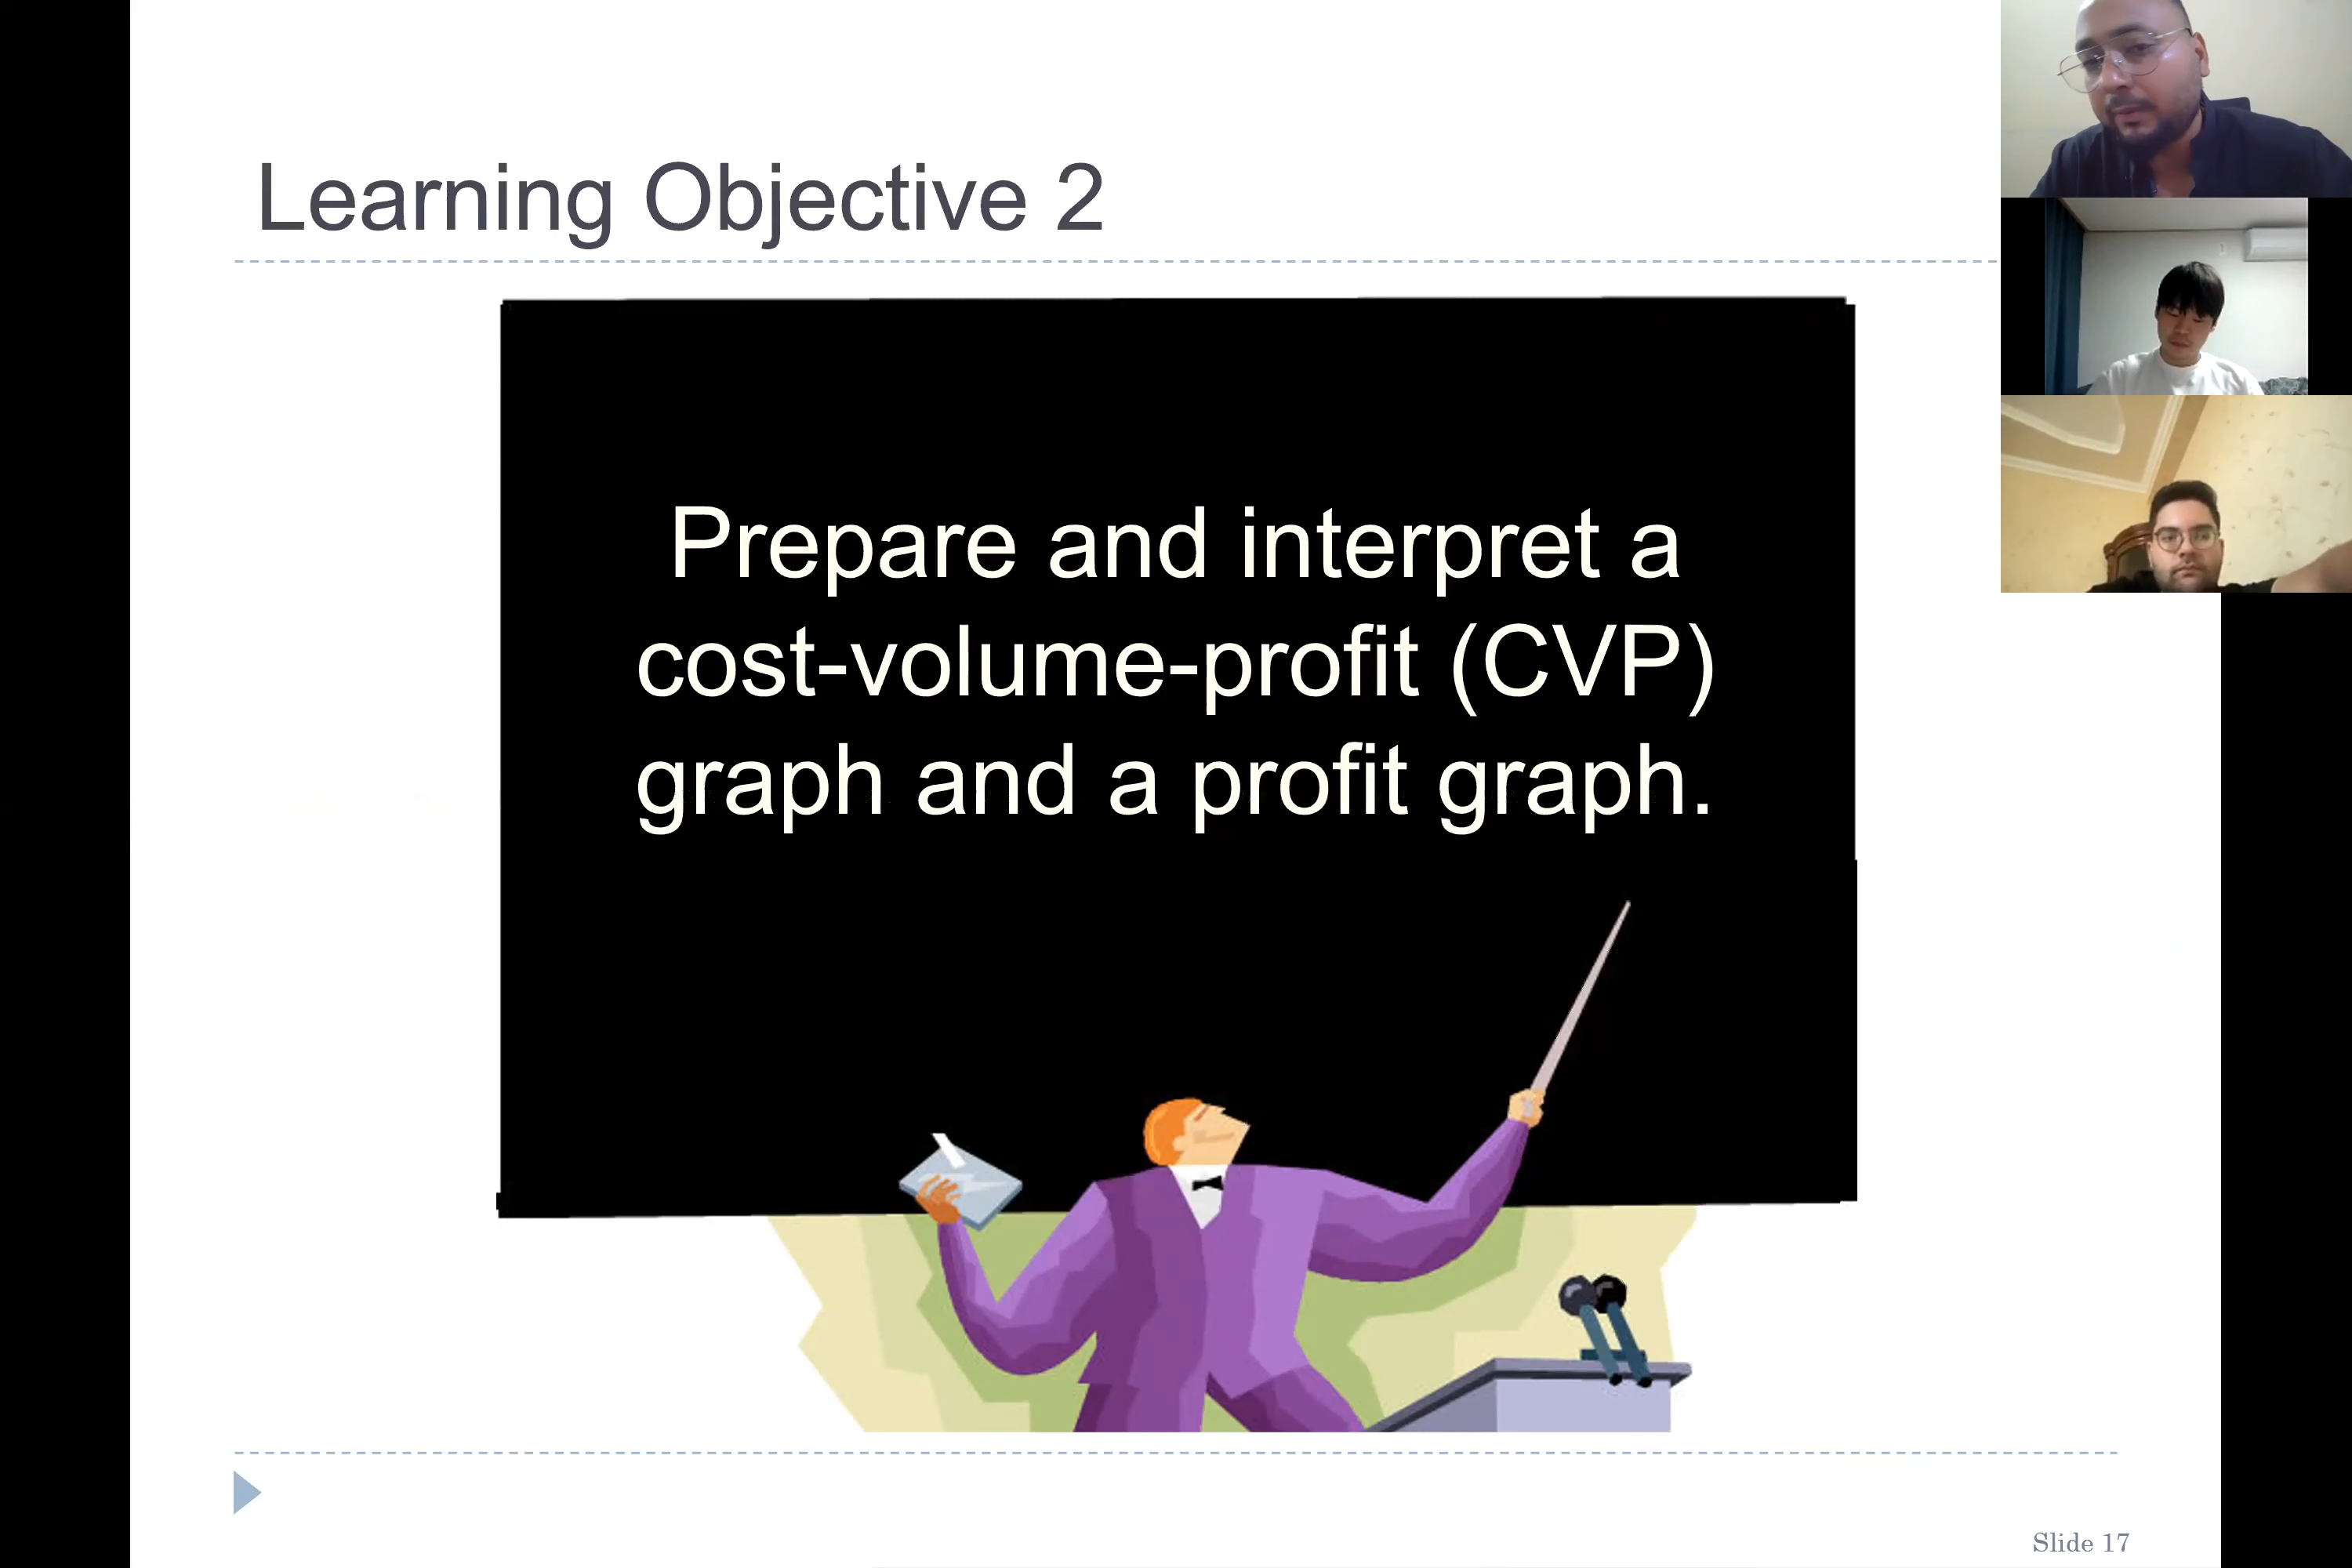 Learning Objective 2
Prepare and interpret a
cost-volume-profit (CVP)
graph and a profit graph.
Slide 17